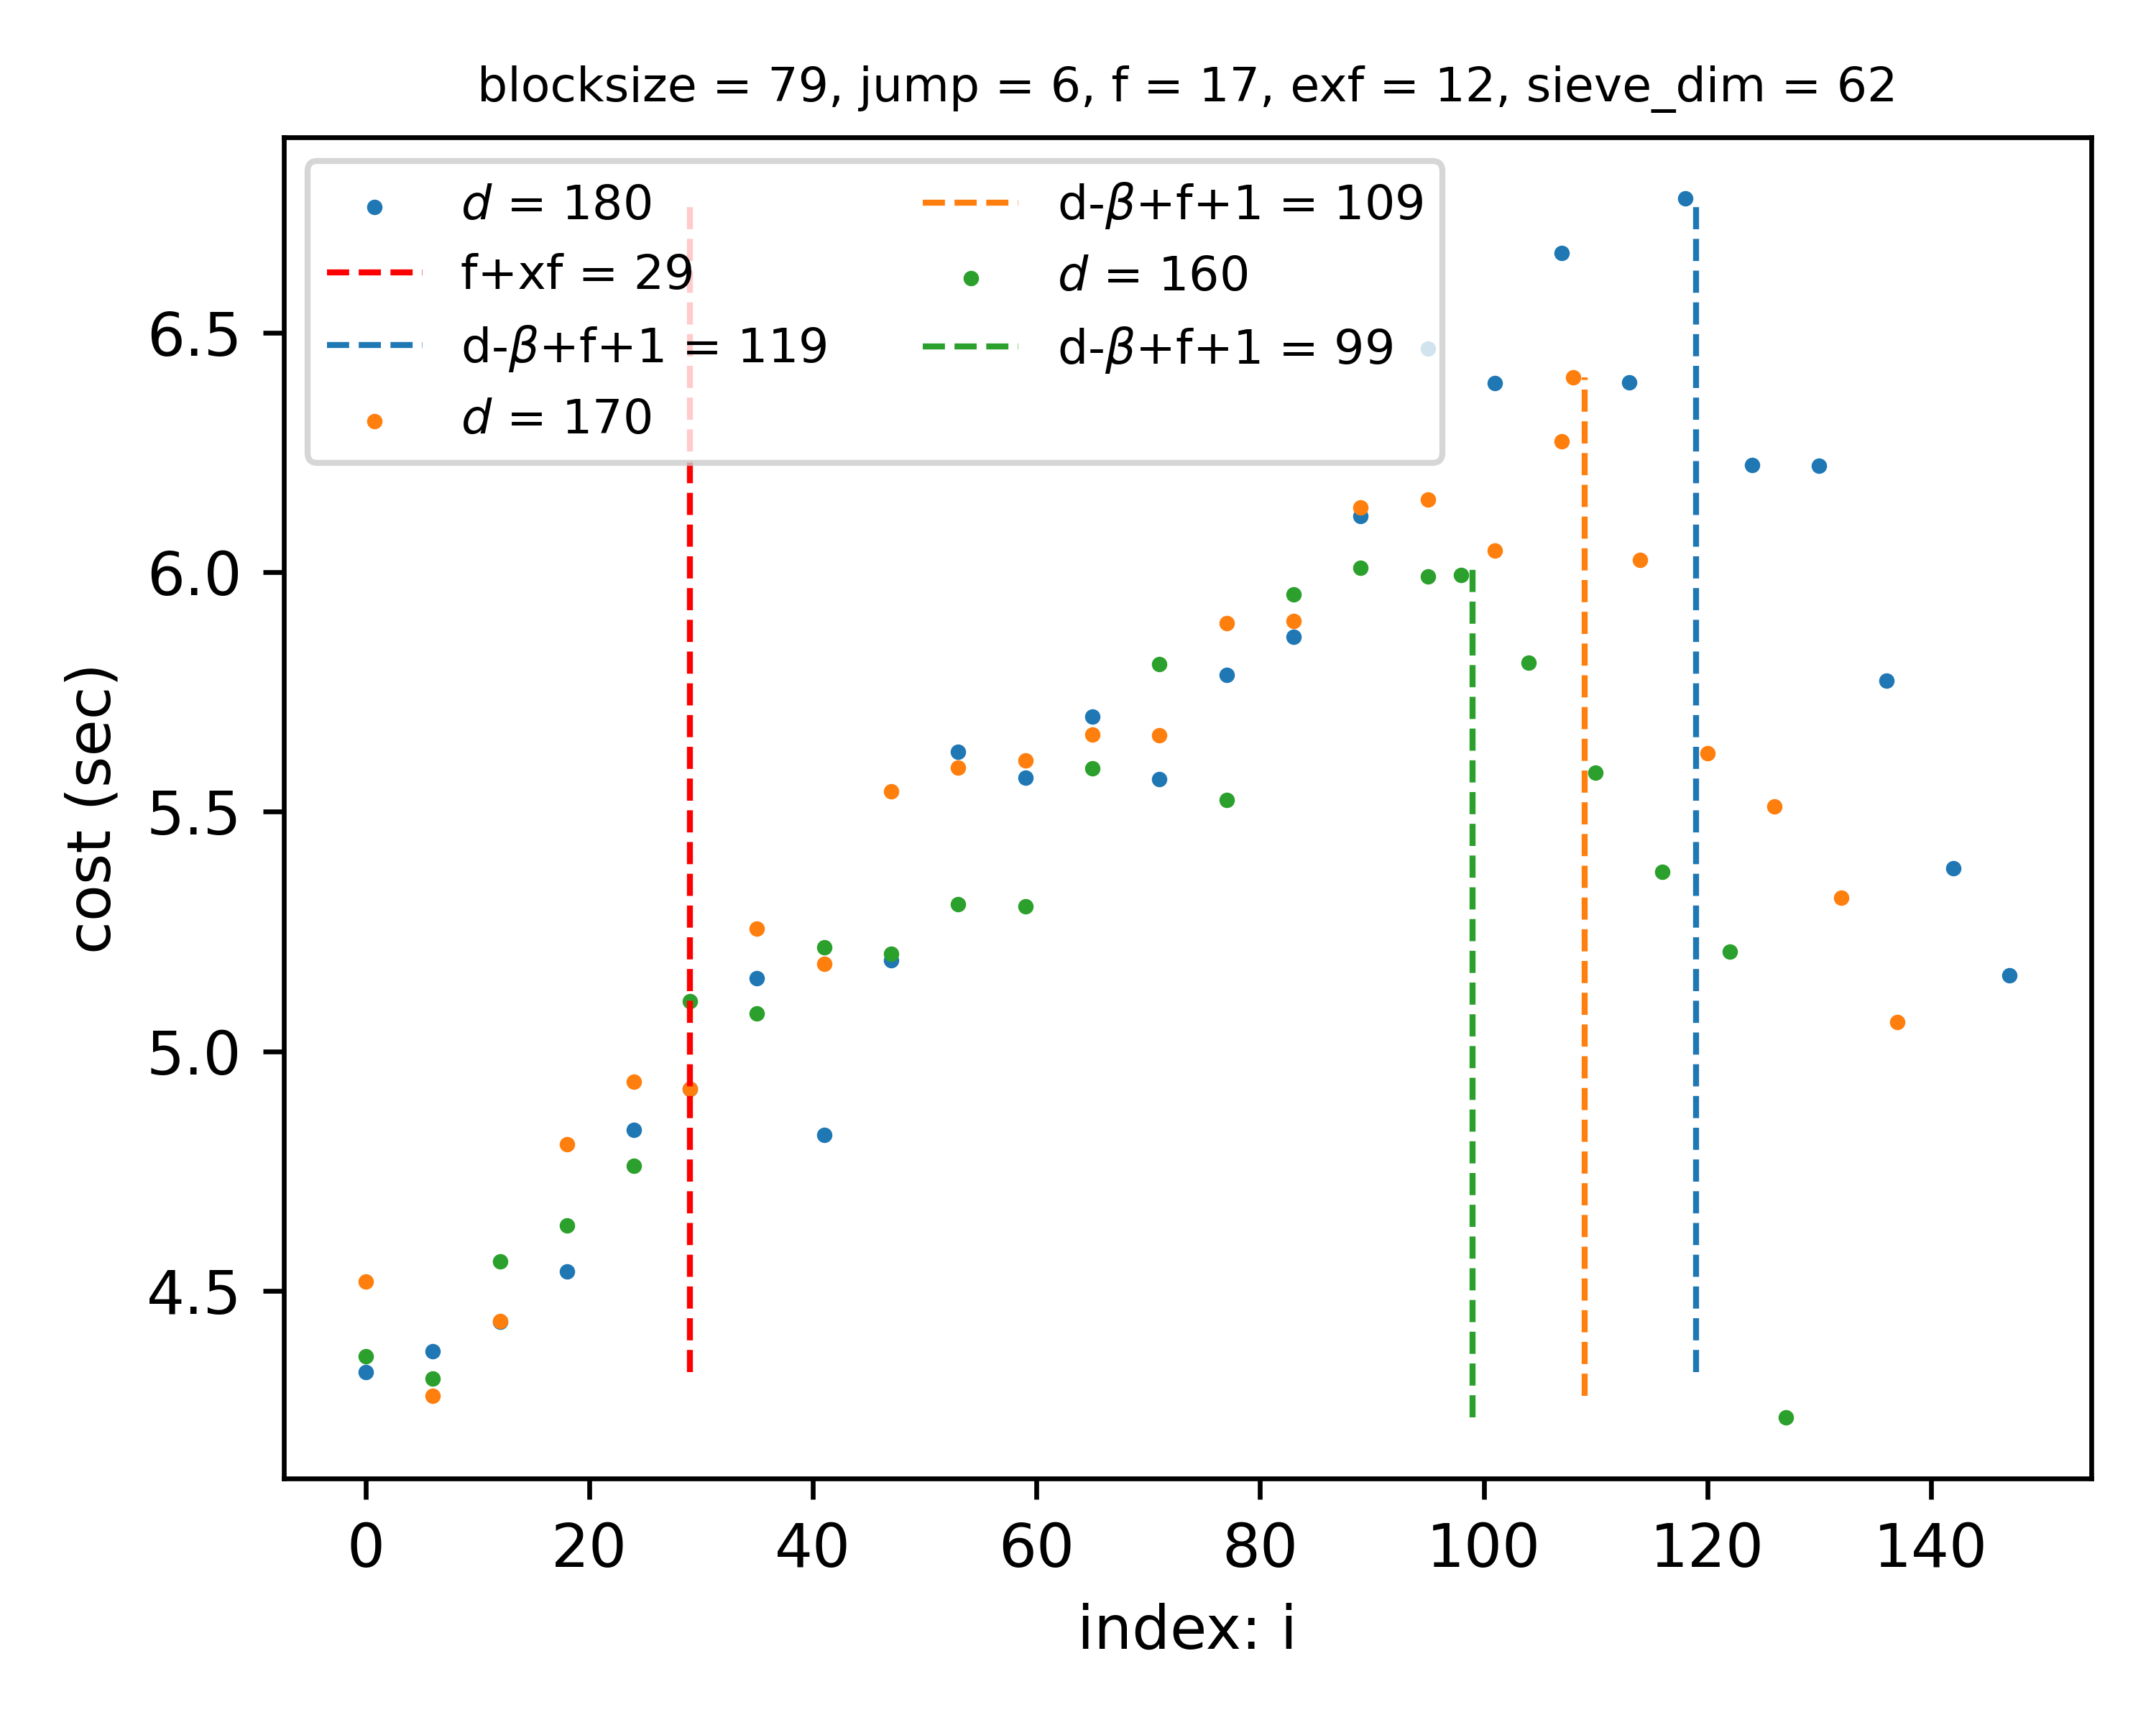 blocksize = 79, jump = 6, f = 17, exf = 12, sieve_dim = 62
d = 180
f+xf = 29
d-β+f+1 = 119
d = 170
d-β+f+1 = 109
d = 160
d-β+f+1 = 99
6.5
6.0
5.5
5.0
4.5
cost (sec)
0 20 40 60 80 100 120 140
index: i